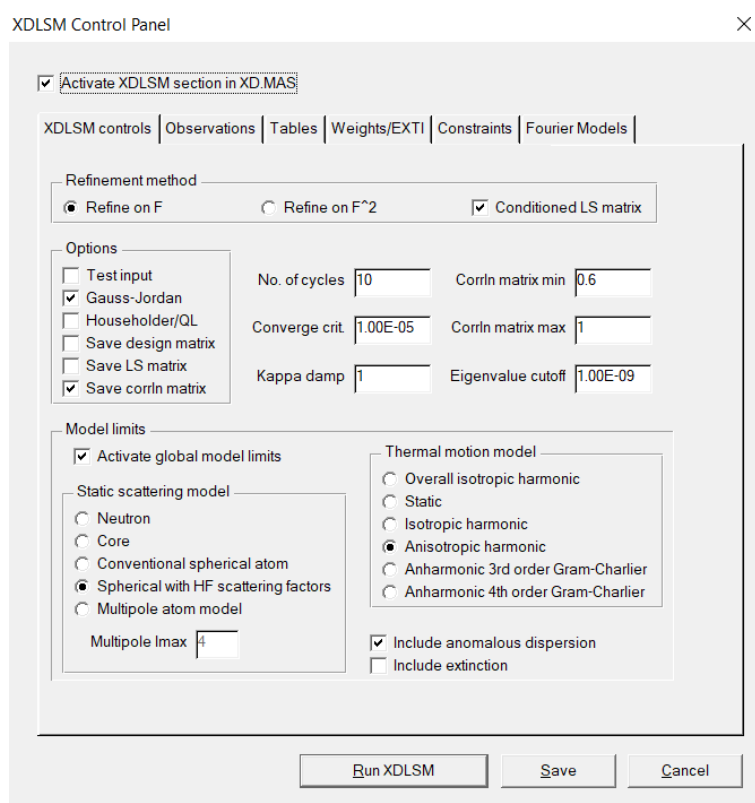 XDLSM Control Panel
Activate XDLSM section in XD.MAS
XDLSM controls Observations Tables Weights/EXTI Constraints Fourier Models
Refinement method
Refine on F Refine on F^2 Conditioned LS matrix
Options
Test input
Gauss-Jordan
Householder/QL
Save design matrix
Save LS matrix
Save corrln matrix
No. of cycles 10 Corrln matrix min 0.6
Converge crit. 1.00E-05 Corrln matrix max 1
Kappa damp 1 Eigenvalue cutoff 1.00E-09
Model limits
Activate global model limits
Static scattering model
Neutron
Core
Conventional spherical atom
Spherical with HF scattering factors
Multipole atom model
Multipole lmax 4
Thermal motion model
Overall isotropic harmonic
Static
Isotropic harmonic
Anisotropic harmonic
Anharmonic 3rd order Gram-Charlier
Anharmonic 4th order Gram-Charlier
Include anomalous dispersion
Include extinction
Run XDLSM Save Cancel